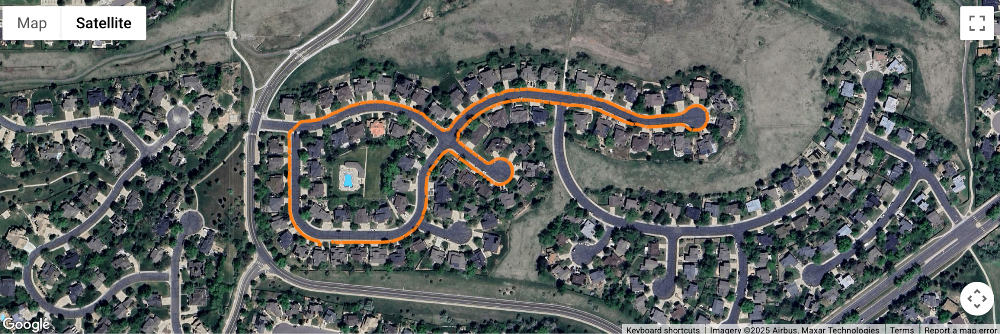 Map Satellite
Google
Keyboard shortcuts Imagery ©2025 Airbus, Maxar Technologies Terms Report a map error